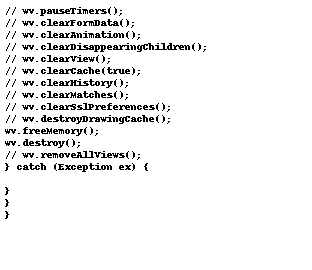 // wv.pauseTimers();
// wv.clearFormData();
// wv.clearAnimation();
// wv.clearDisappearingChildren();
// wv.clearView();
// wv.clearCache(true);
// wv.clearHistory();
// wv.clearMatches();
// wv.clearSslPreferences();
// wv.destroyDrawingCache();
wv.freeMemory();
wv.destroy();
// wv.removeAllViews();
} catch (Exception ex) {
}
}
}